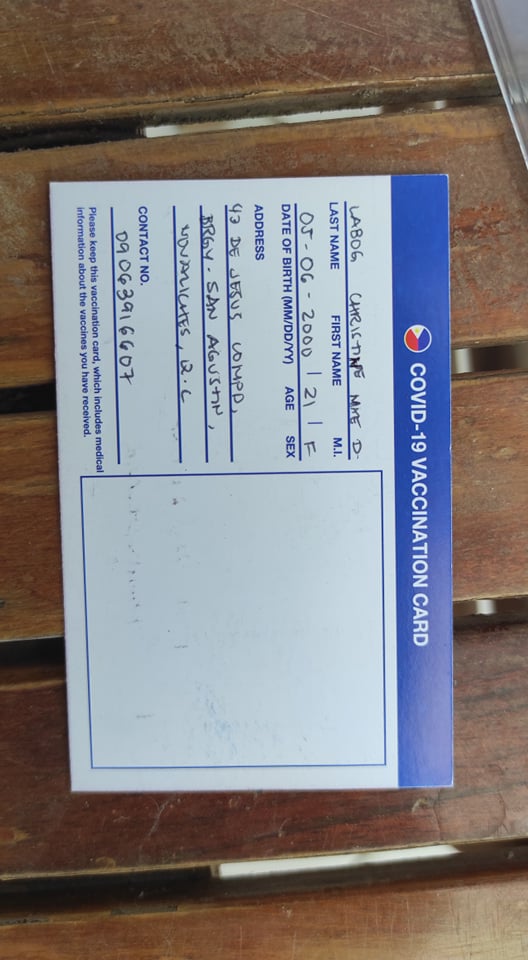 COVID-19 VACCINATION CARD
LABOG CHRISTINE MAE D.
LAST NAME FIRST NAME M.I.
05-06-2000 / 21 / F
DATE OF BIRTH (MM/DD/YY) AGE SEX
ADDRESS
43 DE JESUS COMPD,
BRGY. SAN AGUSTIN,
NOVALICHES, Q.C
CONTACT NO.
09063916607
Please keep this vaccination card, which includes medical
information about the vaccines you have received.